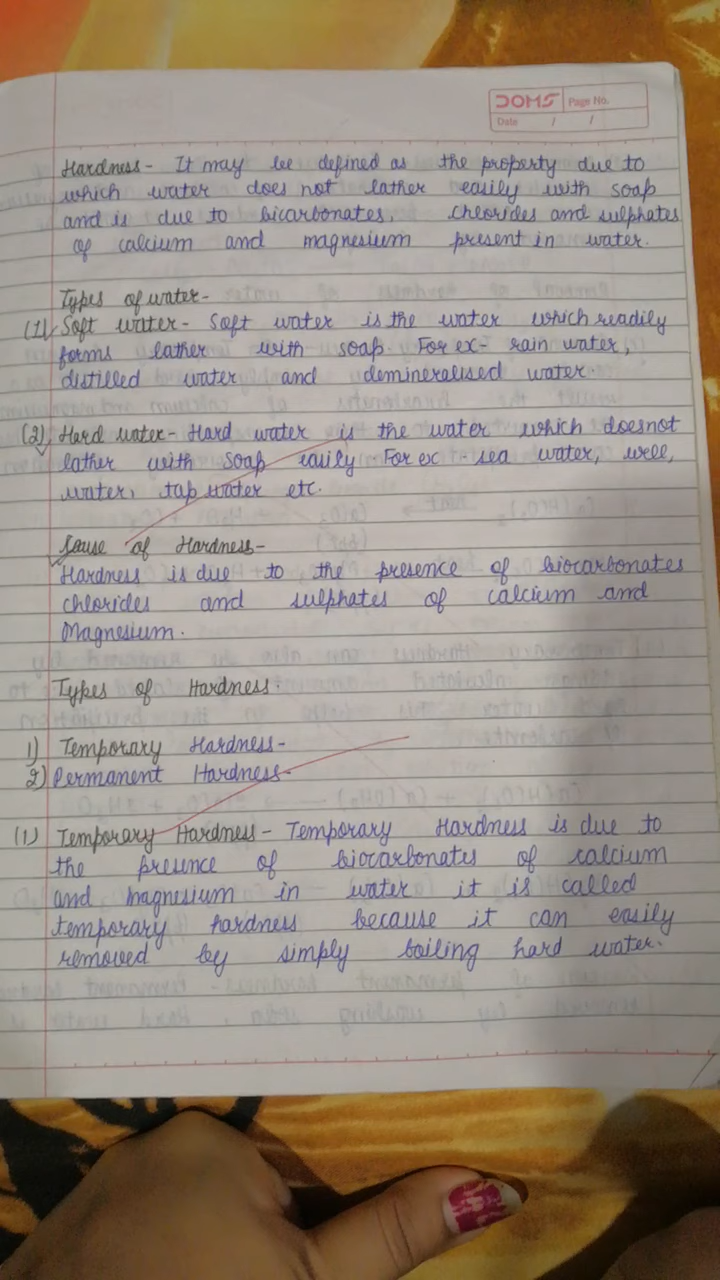 DOMS Page No.
Date / /
Hardness - It may be defined as the property due to
which water does not lather easily with soap
and is due to bicarbonates, chlorides and sulphates
of calcium and magnesium present in water.
Types of water-
(1) Soft water - Soft water is the water which readily
forms lather with soap. For ex- rain water,
distilled water and demineralised water.
(2) Hard water - Hard water is the water which doesnot
lather with soap easily. For ex - sea water, well,
water, tap water etc.
Cause of Hardness-
Hardness is due to the presence of biocarbonates
chlorides and sulphates of calcium and
Magnesium.
Types of Hardness.
1) Temporary Hardness-
2) Permanent Hardness-
(1) Temporary Hardness - Temporary Hardness is due to
the presence of biocarbonates of calcium
and magnesium in water it is called
temporary hardness because it can easily
removed by simply boiling hard water.